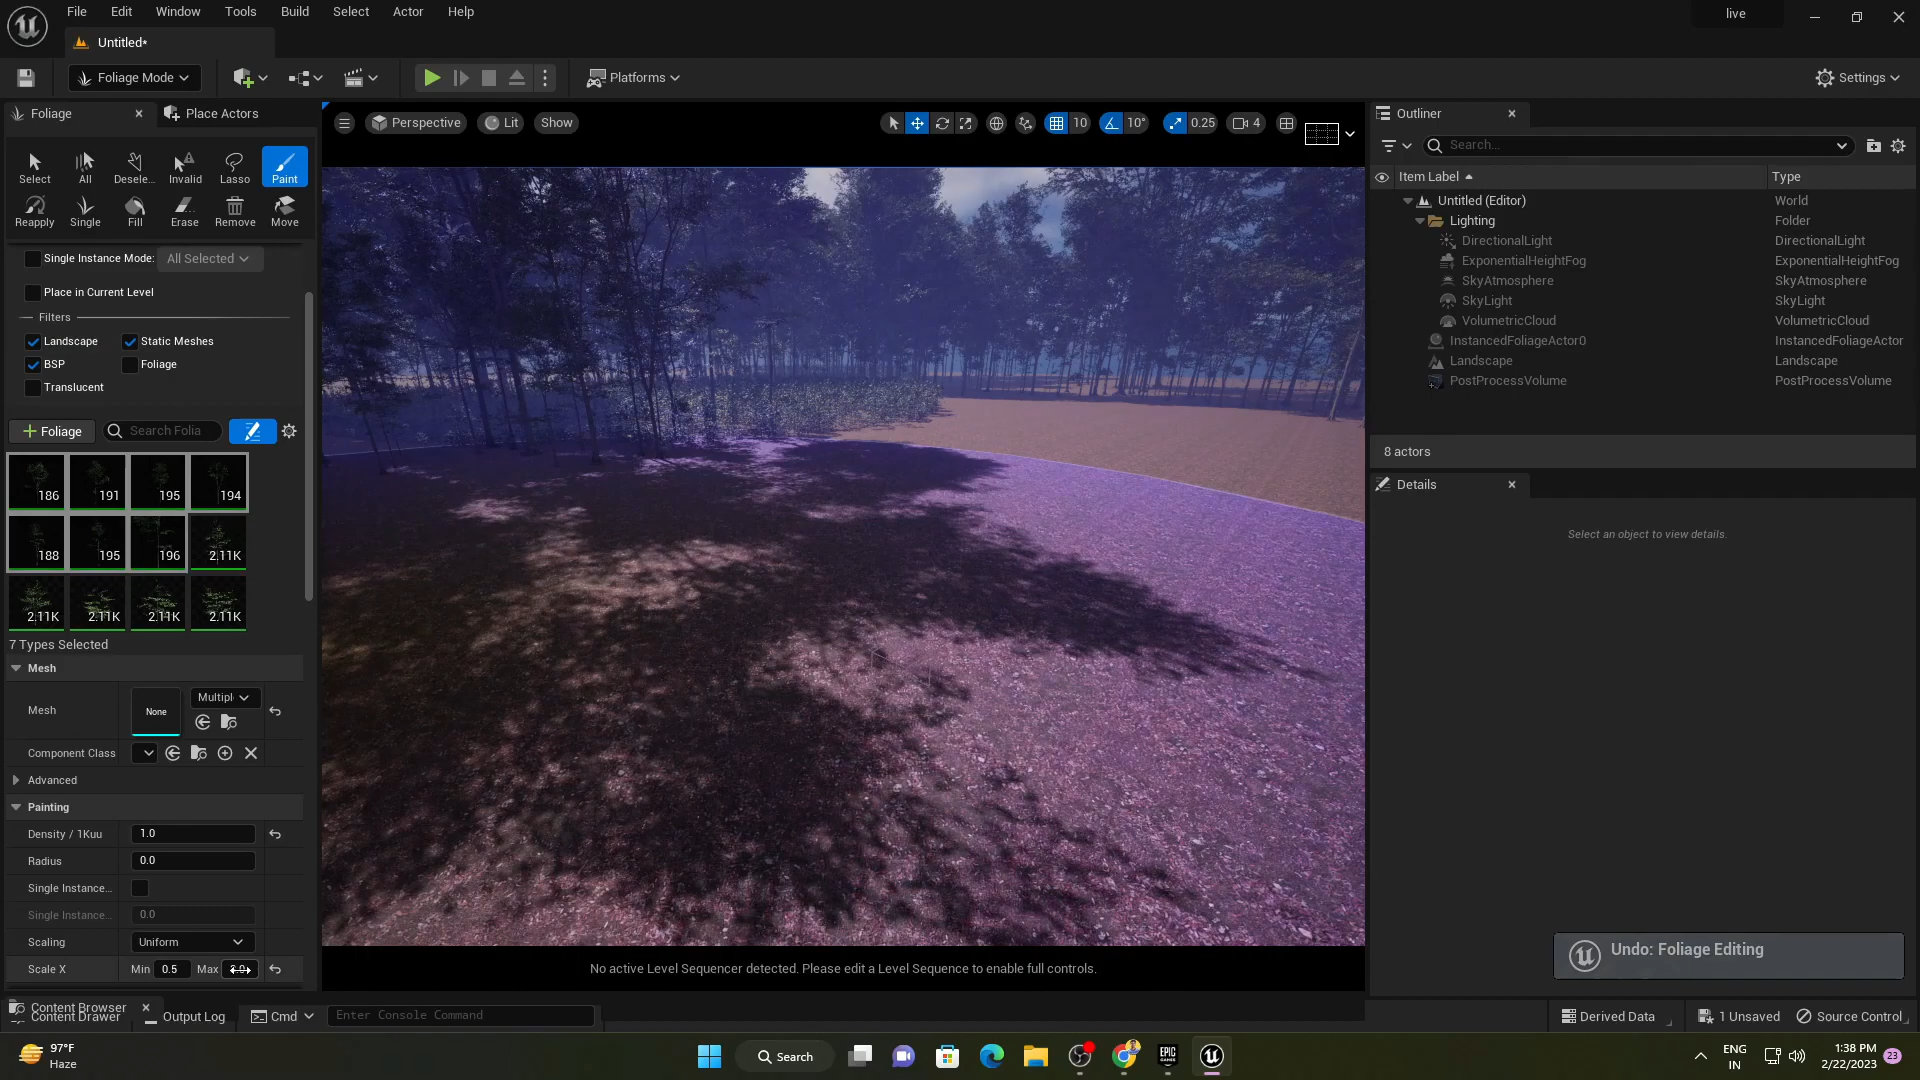 File Edit Window Tools Build Select Actor Help
live
Untitled*
Foliage Mode
Platforms
Settings
Foliage
Place Actors
Select All Desele... Invalid Lasso Paint
Reapply Single Fill Erase Remove Move
Single Instance Mode: All Selected
Place in Current Level
Filters
Landscape Static Meshes
BSP Foliage
Translucent
Foliage Search Folia
186 191 195 194
188 195 196 2.11K
2.11K 2.11K 2.11K 2.11K
7 Types Selected
Mesh
Mesh None Multipl
Component Class
Advanced
Painting
Density / 1Kuu 1.0
Radius 0.0
Single Instance...
Single Instance... 0.0
Scaling Uniform
Scale X Min 0.5 Max
Perspective Lit Show
10 10° 0.25 4
No active Level Sequencer detected. Please edit a Level Sequence to enable full controls.
Outliner
Search...
Item Label Type
Untitled (Editor) World
Lighting Folder
DirectionalLight DirectionalLight
ExponentialHeightFog ExponentialHeightFog
SkyAtmosphere SkyAtmosphere
SkyLight SkyLight
VolumetricCloud VolumetricCloud
InstancedFoliageActor0 InstancedFoliageActor
Landscape Landscape
PostProcessVolume PostProcessVolume
8 actors
Details
Select an object to view details.
Undo: Foliage Editing
Content Browser
Content Drawer Output Log Cmd Enter Console Command
Derived Data 1 Unsaved Source Control
97°F
Haze
Search
EPIC
GAMES
ENG
IN
1:38 PM
2/22/2023
23